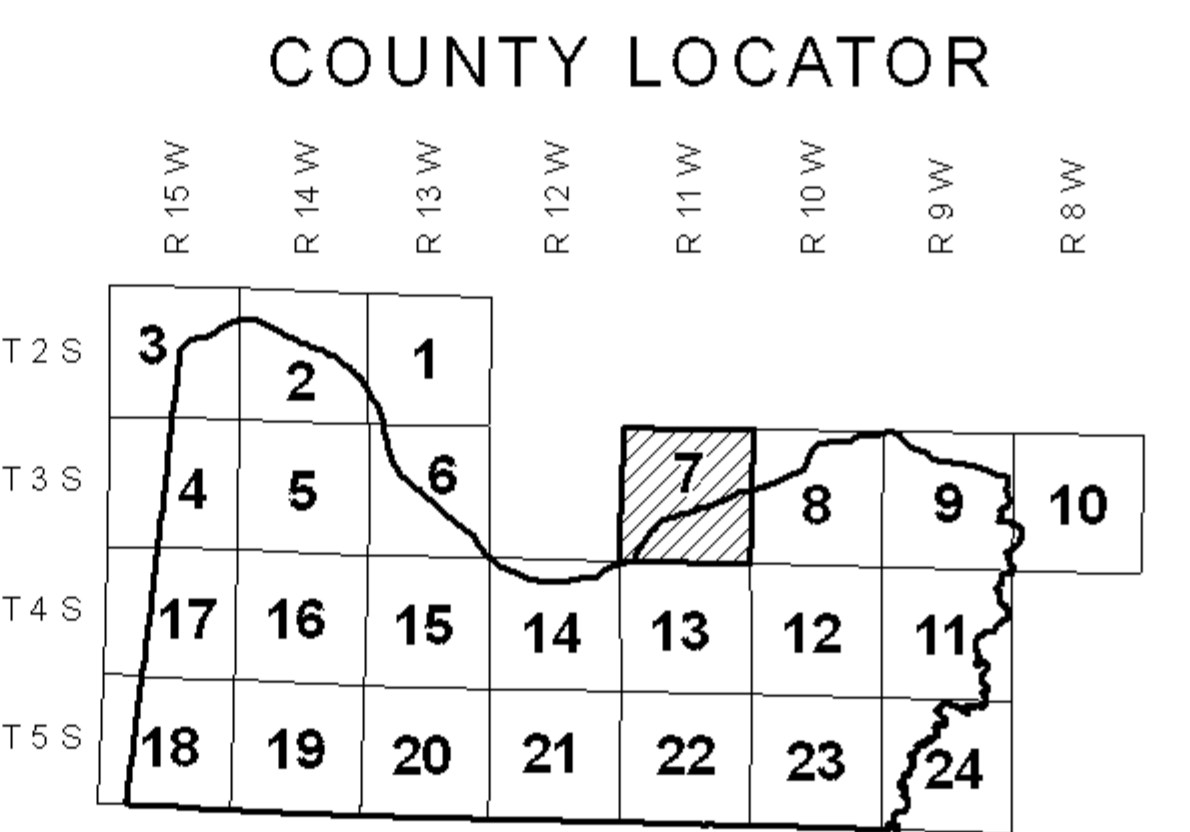 COUNTY LOCATOR
R 15 W R 14 W R 13 W R 12 W R 11 W R 10 W R 9 W R 8 W
T 2 S 3 2 1
T 3 S 4 5 6 7 8 9 10
T 4 S 17 16 15 14 13 12 11
T 5 S 18 19 20 21 22 23 24